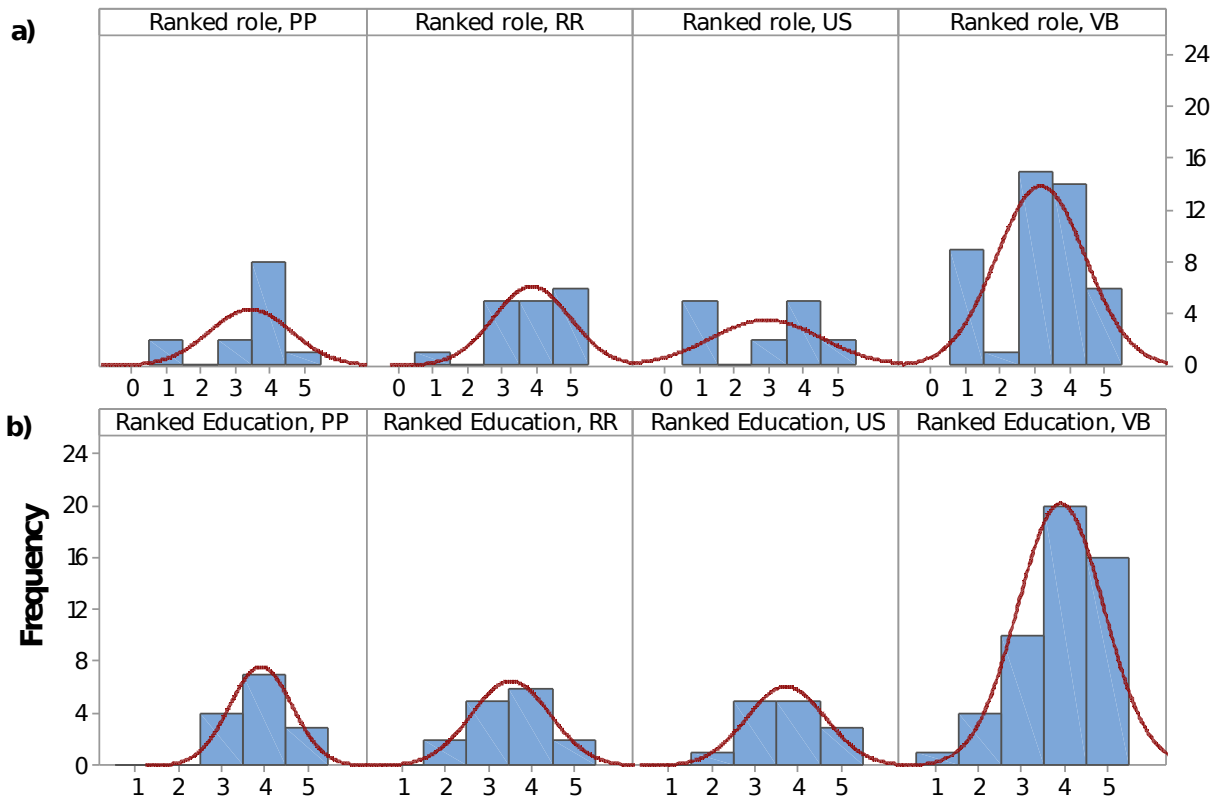 a)
Ranked role, PP Ranked role, RR Ranked role, US Ranked role, VB
24
20
16
12
8
4
0
0 1 2 3 4 5 0 1 2 3 4 5 1 2 3 4 5 0 1 2 3 4 5
b)
Ranked Education, PP Ranked Education, RR Ranked Education, US Ranked Education, VB
Frequency
24
20
16
12
8
4
0
1 2 3 4 5 1 2 3 4 5 1 2 3 4 5 1 2 3 4 5